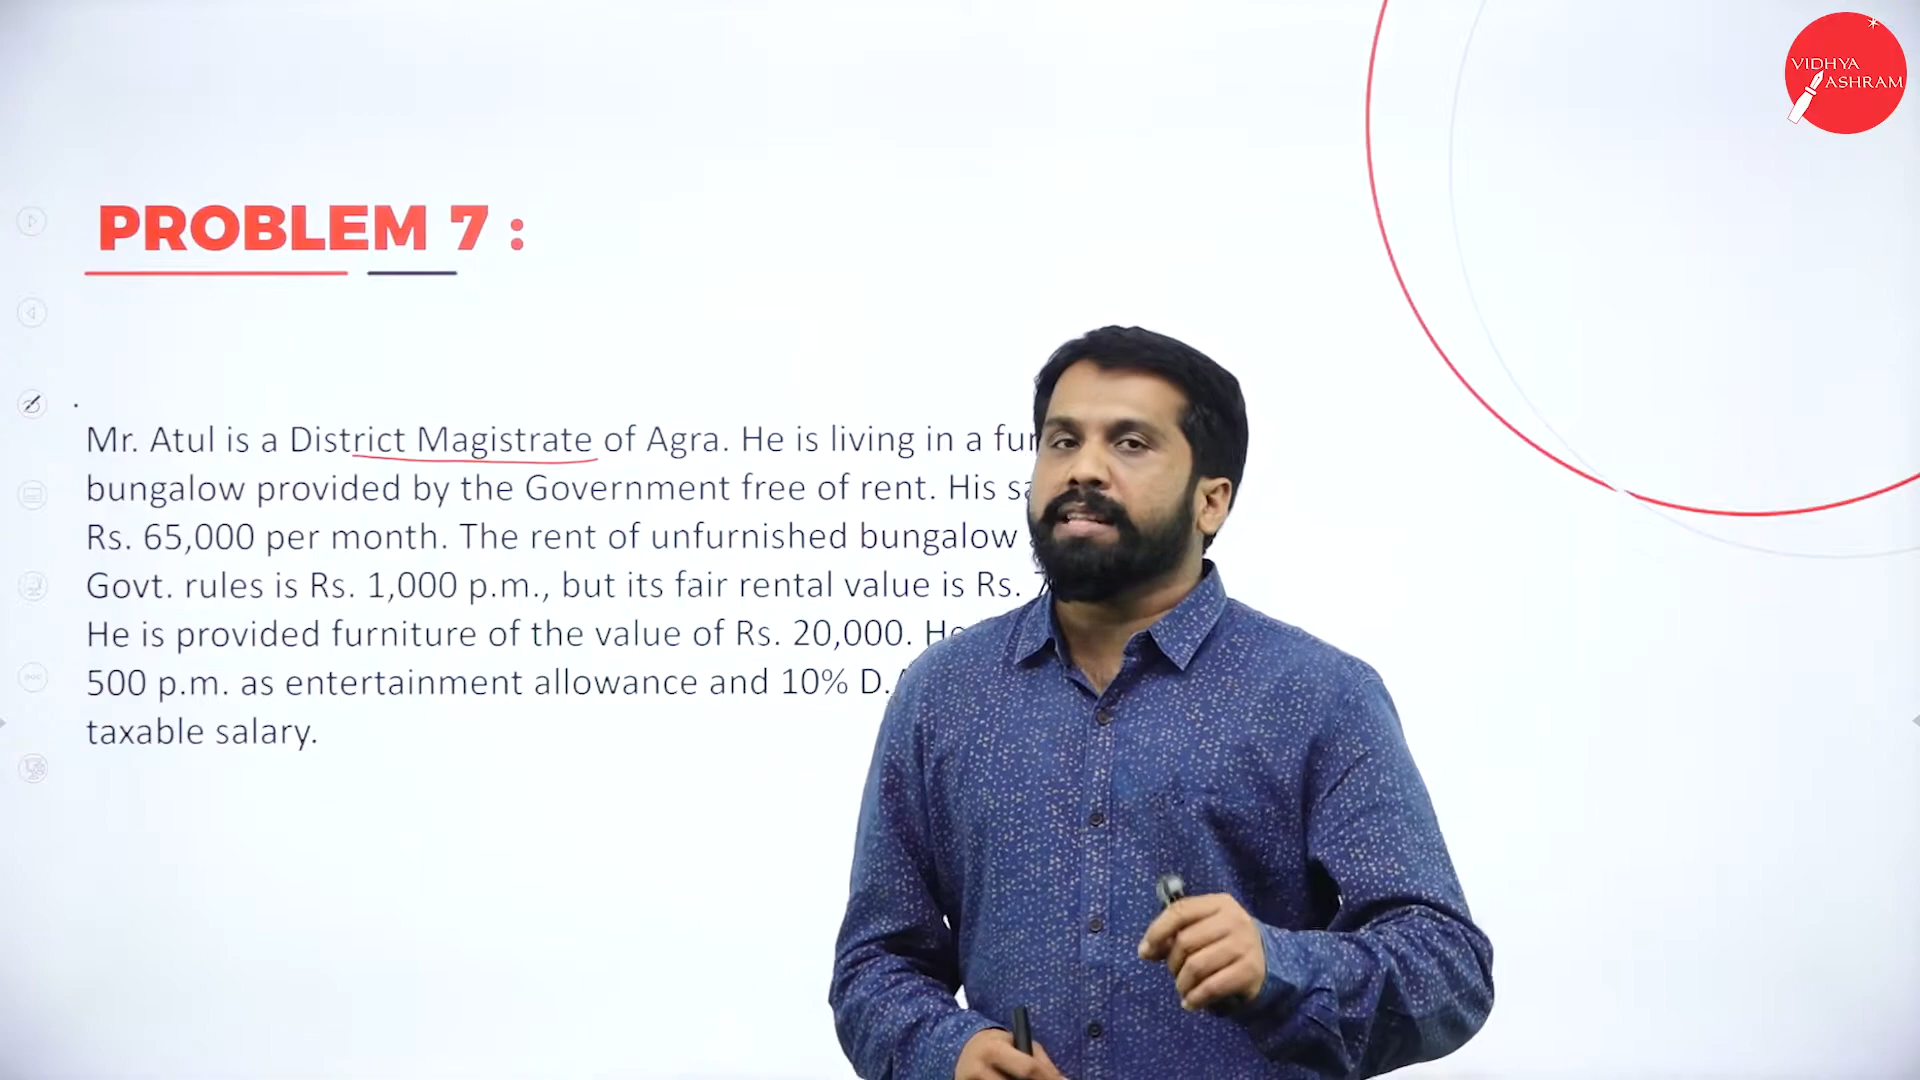 VIDHYA
ASHRAM
PROBLEM 7 :
Mr. Atul is a District Magistrate of Agra. He is living in a
bungalow provided by the Government free of rent. His
Rs. 65,000 per month. The rent of unfurnished bungalow
Govt. rules is Rs. 1,000 p.m., but its fair rental value is Rs.
He is provided furniture of the value of Rs. 20,000. He
500 p.m. as entertainment allowance and 10%
taxable salary.